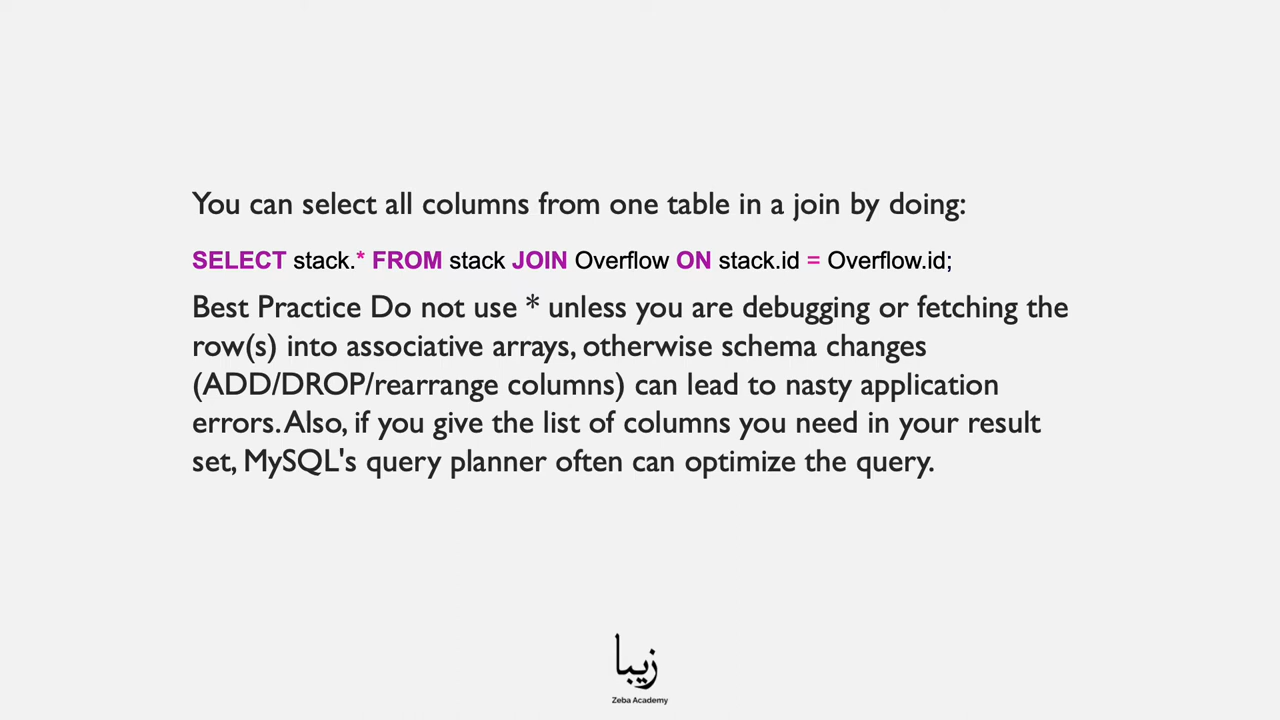 You can select all columns from one table in a join by doing:
SELECT stack.* FROM stack JOIN Overflow ON stack.id = Overflow.id;
Best Practice Do not use * unless you are debugging or fetching the
row(s) into associative arrays, otherwise schema changes
(ADD/DROP/rearrange columns) can lead to nasty application
errors. Also, if you give the list of columns you need in your result
set, MySQL's query planner often can optimize the query.
زیبا
Zeba Academy